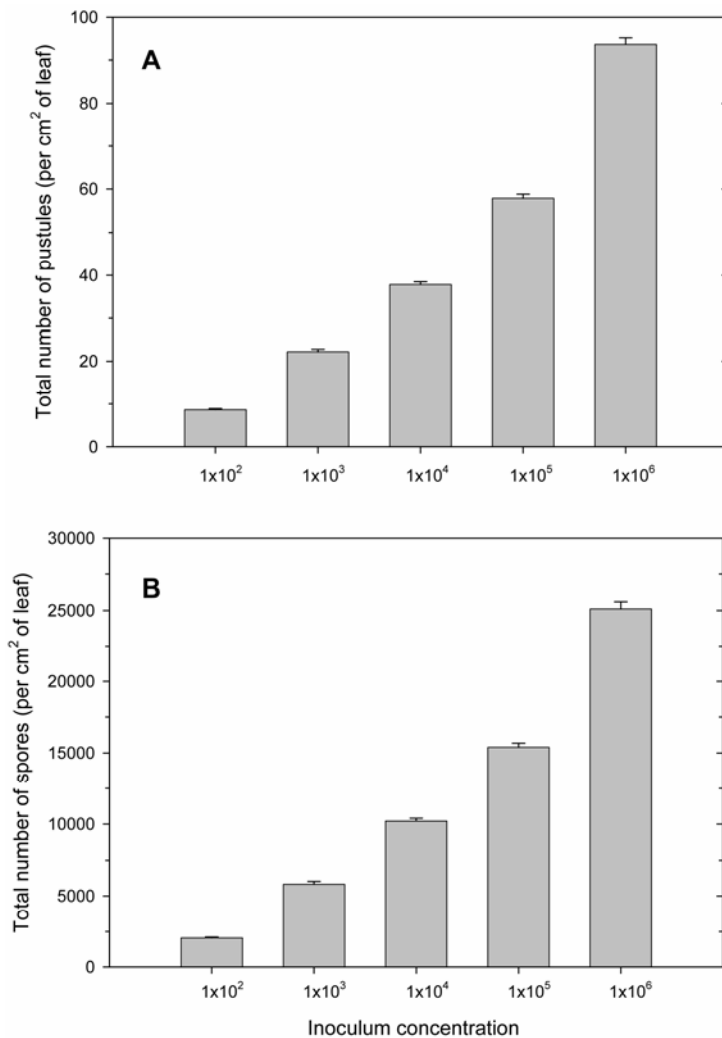 A
Total number of pustules (per cm² of leaf)
100
80
60
40
20
0
1x10² 1x10³ 1x10⁴ 1x10⁵ 1x10⁶
B
Total number of spores (per cm² of leaf)
30000
25000
20000
15000
10000
5000
0
1x10² 1x10³ 1x10⁴ 1x10⁵ 1x10⁶
Inoculum concentration